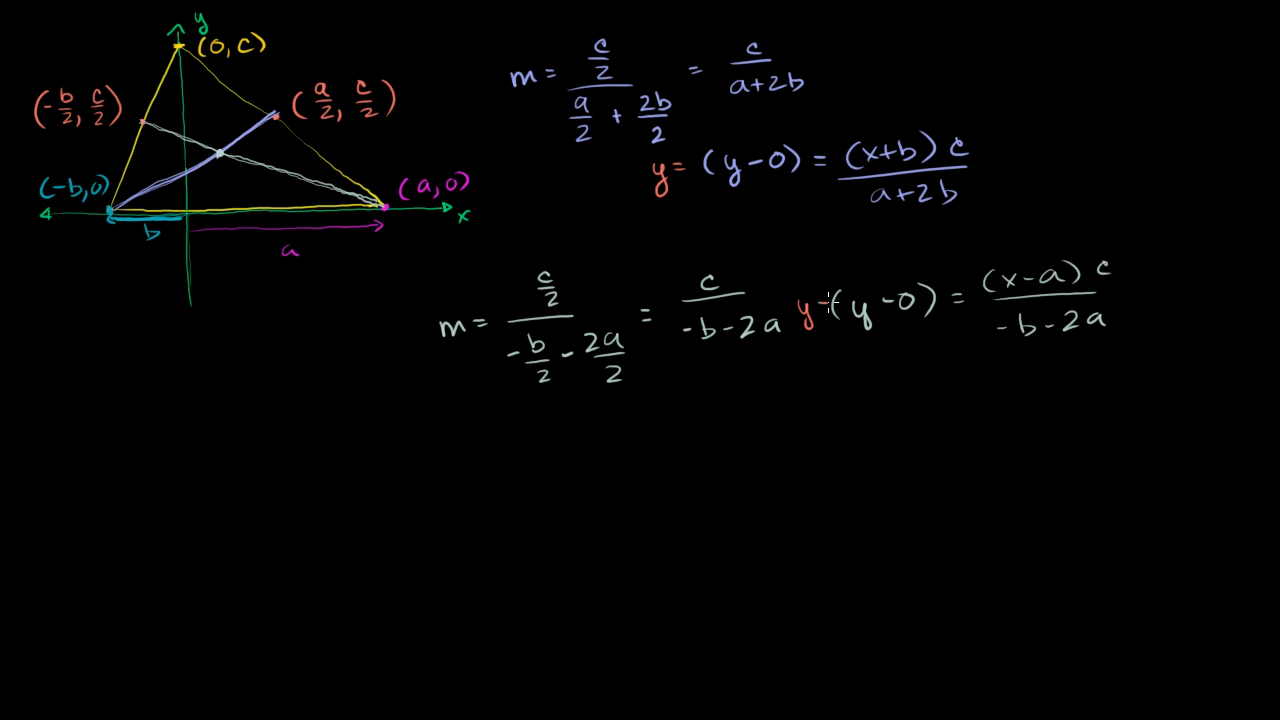 y
(0, c)
(-b/2, c/2)
(a/2, c/2)
(-b, 0)
(a, 0)
x
b
a
m = (c/2)/(a/2 + 2b/2) = c/(a+2b)
y = (y-0) = (x+b) c/(a+2b)
m = (c/2)/(-b/2 - 2a/2) = c/(-b-2a)
y = (y-0) = (x-a) c/(-b-2a)